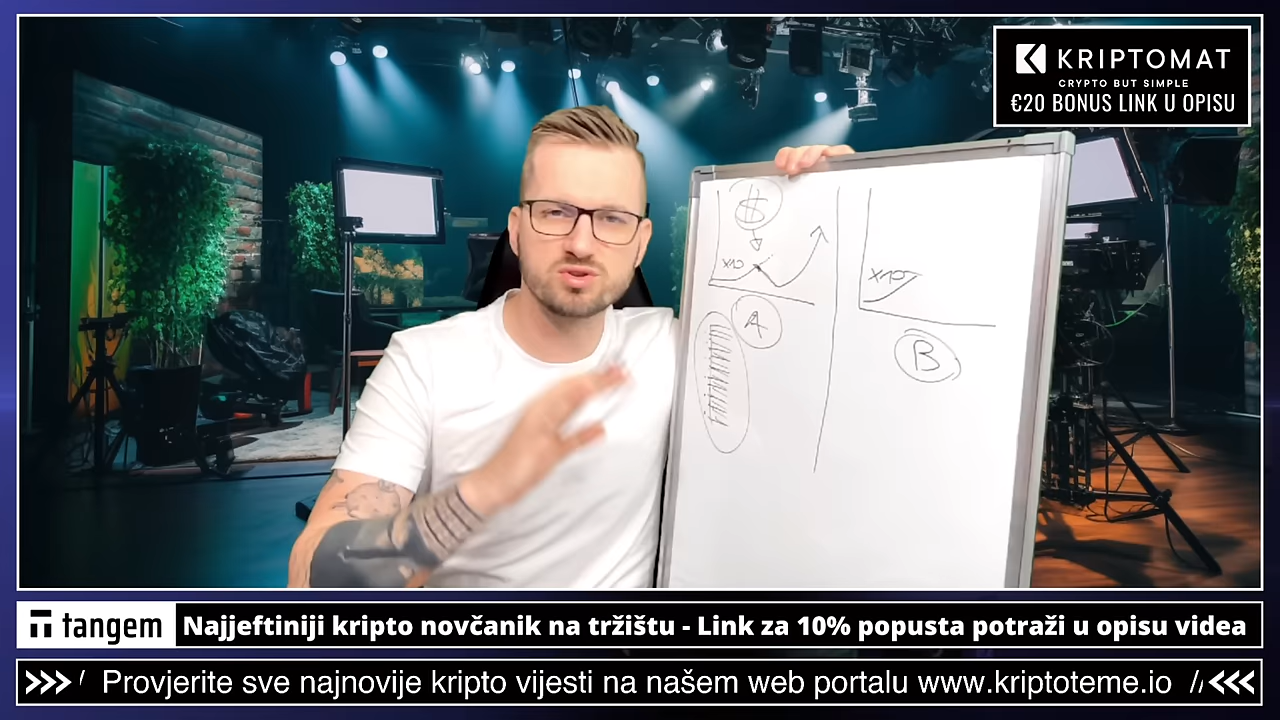 KRIPTOMAT
CRYPTO BUT SIMPLE
€20 BONUS LINK U OPISU
$
X10
A
B
tangem Najjeftiniji kripto novčanik na tržištu - Link za 10% popusta potraži u opisu videa
Provjerite sve najnovije kripto vijesti na našem web portalu www.kriptoteme.io //